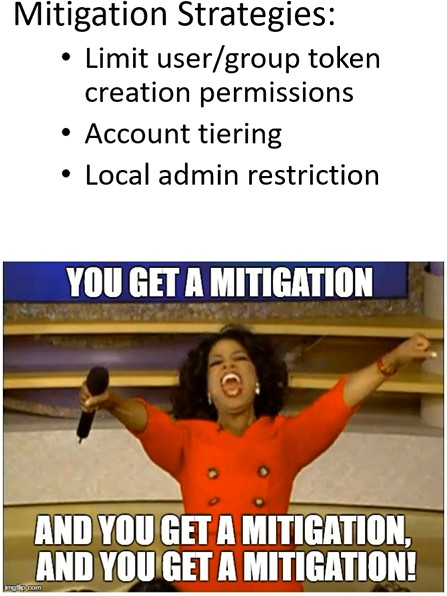 Mitigation Strategies:
• Limit user/group token
creation permissions
• Account tiering
• Local admin restriction
YOU GET A MITIGATION
AND YOU GET A MITIGATION,
AND YOU GET A MITIGATION!
imgflip.com